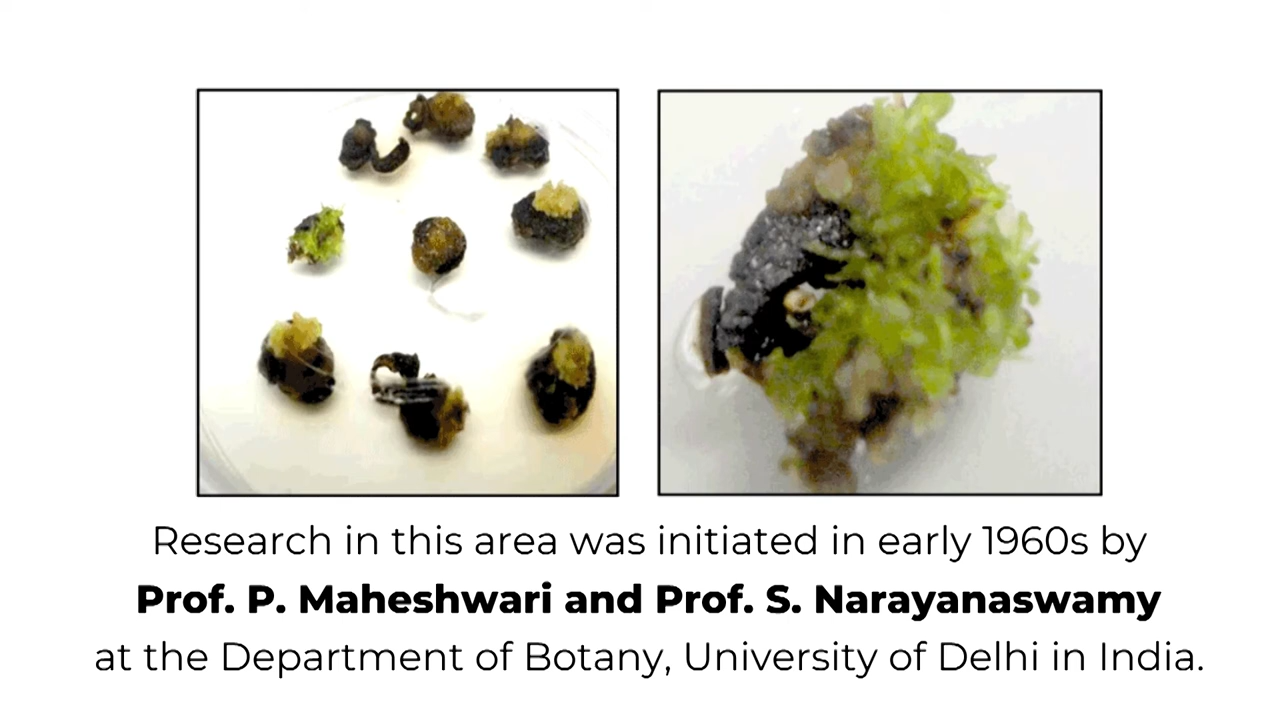 Research in this area was initiated in early 1960s by
Prof. P. Maheshwari and Prof. S. Narayanaswamy
at the Department of Botany, University of Delhi in India.